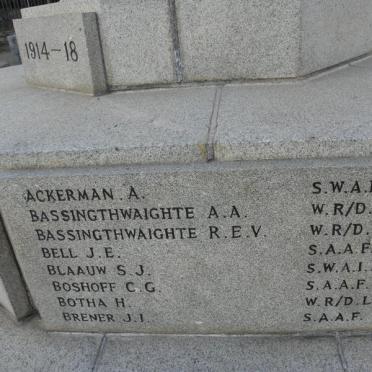 1914-18
ACKERMAN . A. S.W.A.
BASSINGTHWAIGHTE A.A. W.R/D.
BASSINGTHWAIGHTE R.E.V. W.R/D.
BELL J.E. S.A.A.F.
BLAAUW S.J. S.W.A.I.
BOSHOFF C.G. S.A.A.F.
BOTHA H. W.R/D.L
BRENER J.I. S.A.A.F.